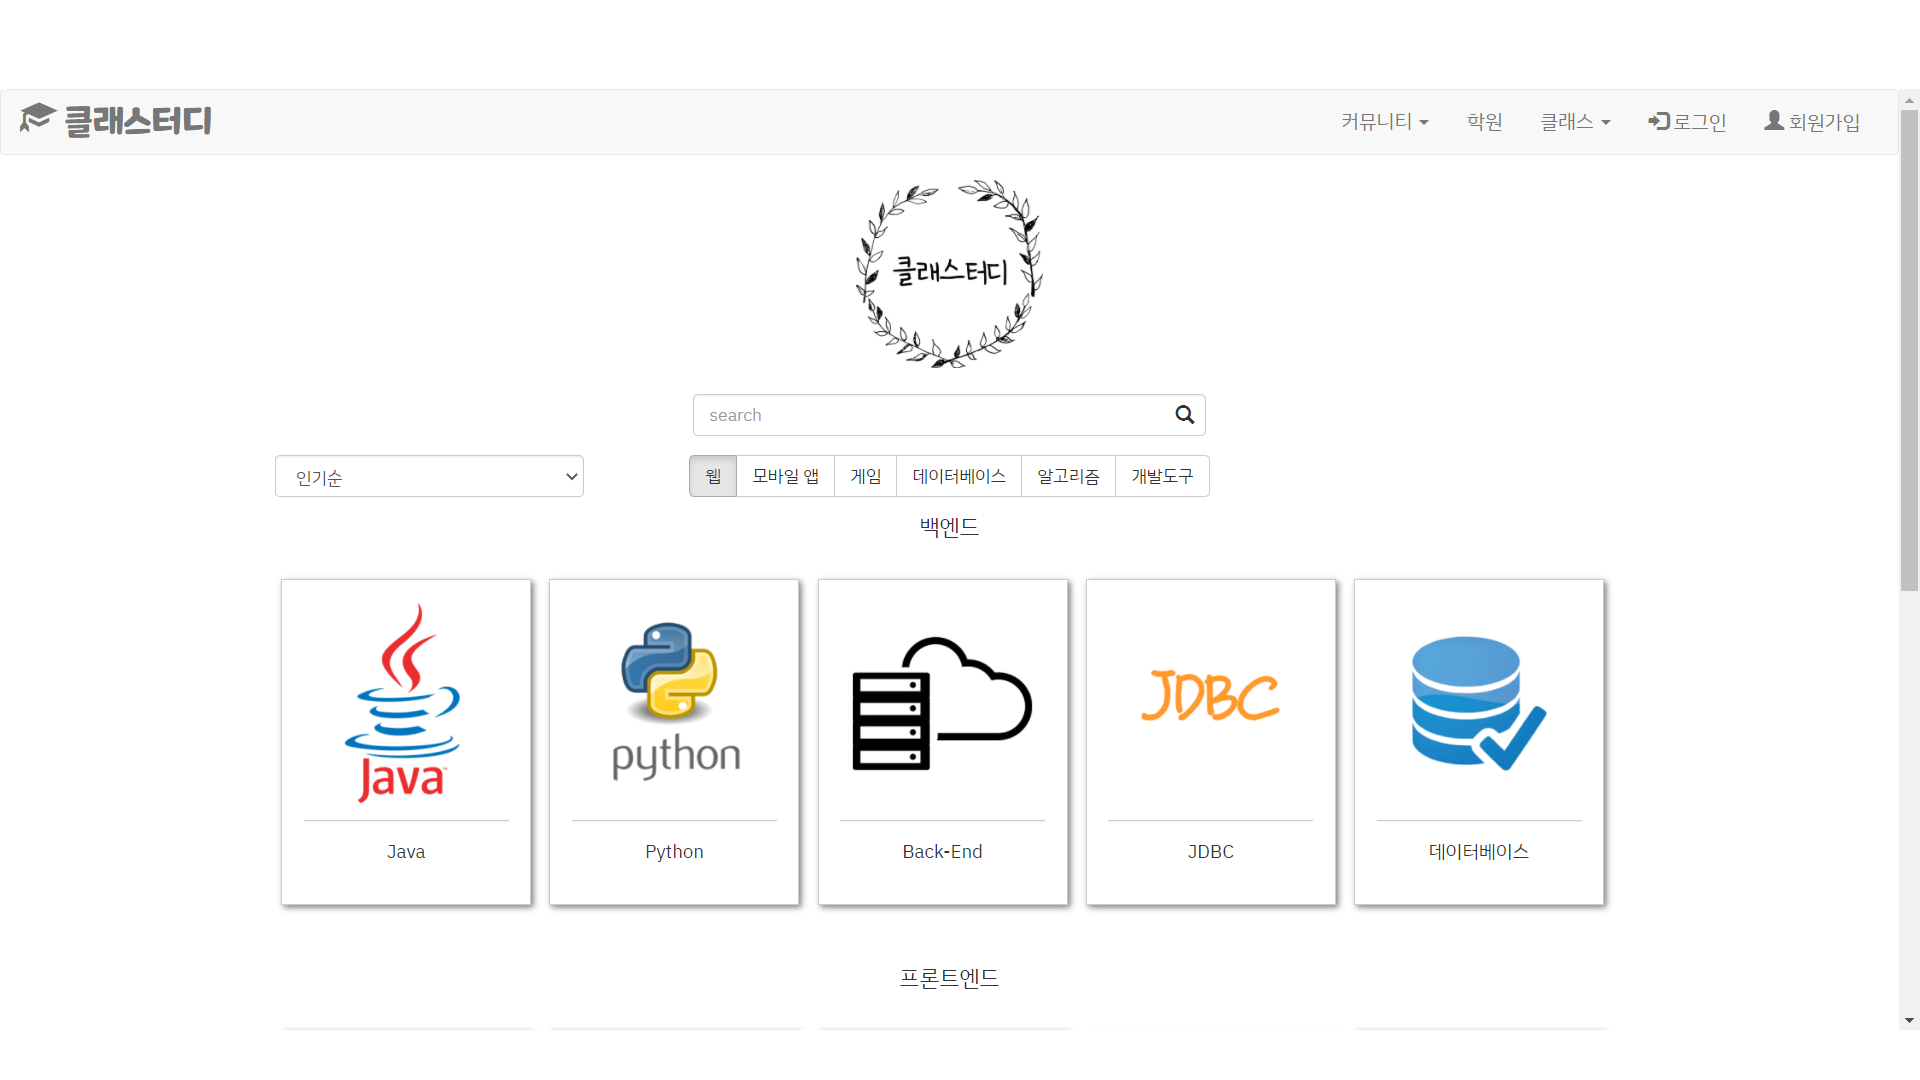 클래스터디
커뮤니티 학원 클래스 로그인 회원가입
클래스터디
search
인기순
웹 모바일 앱 게임 데이터베이스 알고리즘 개발도구
백엔드
Java
python
JDBC
Java Python Back-End JDBC 데이터베이스
프론트엔드